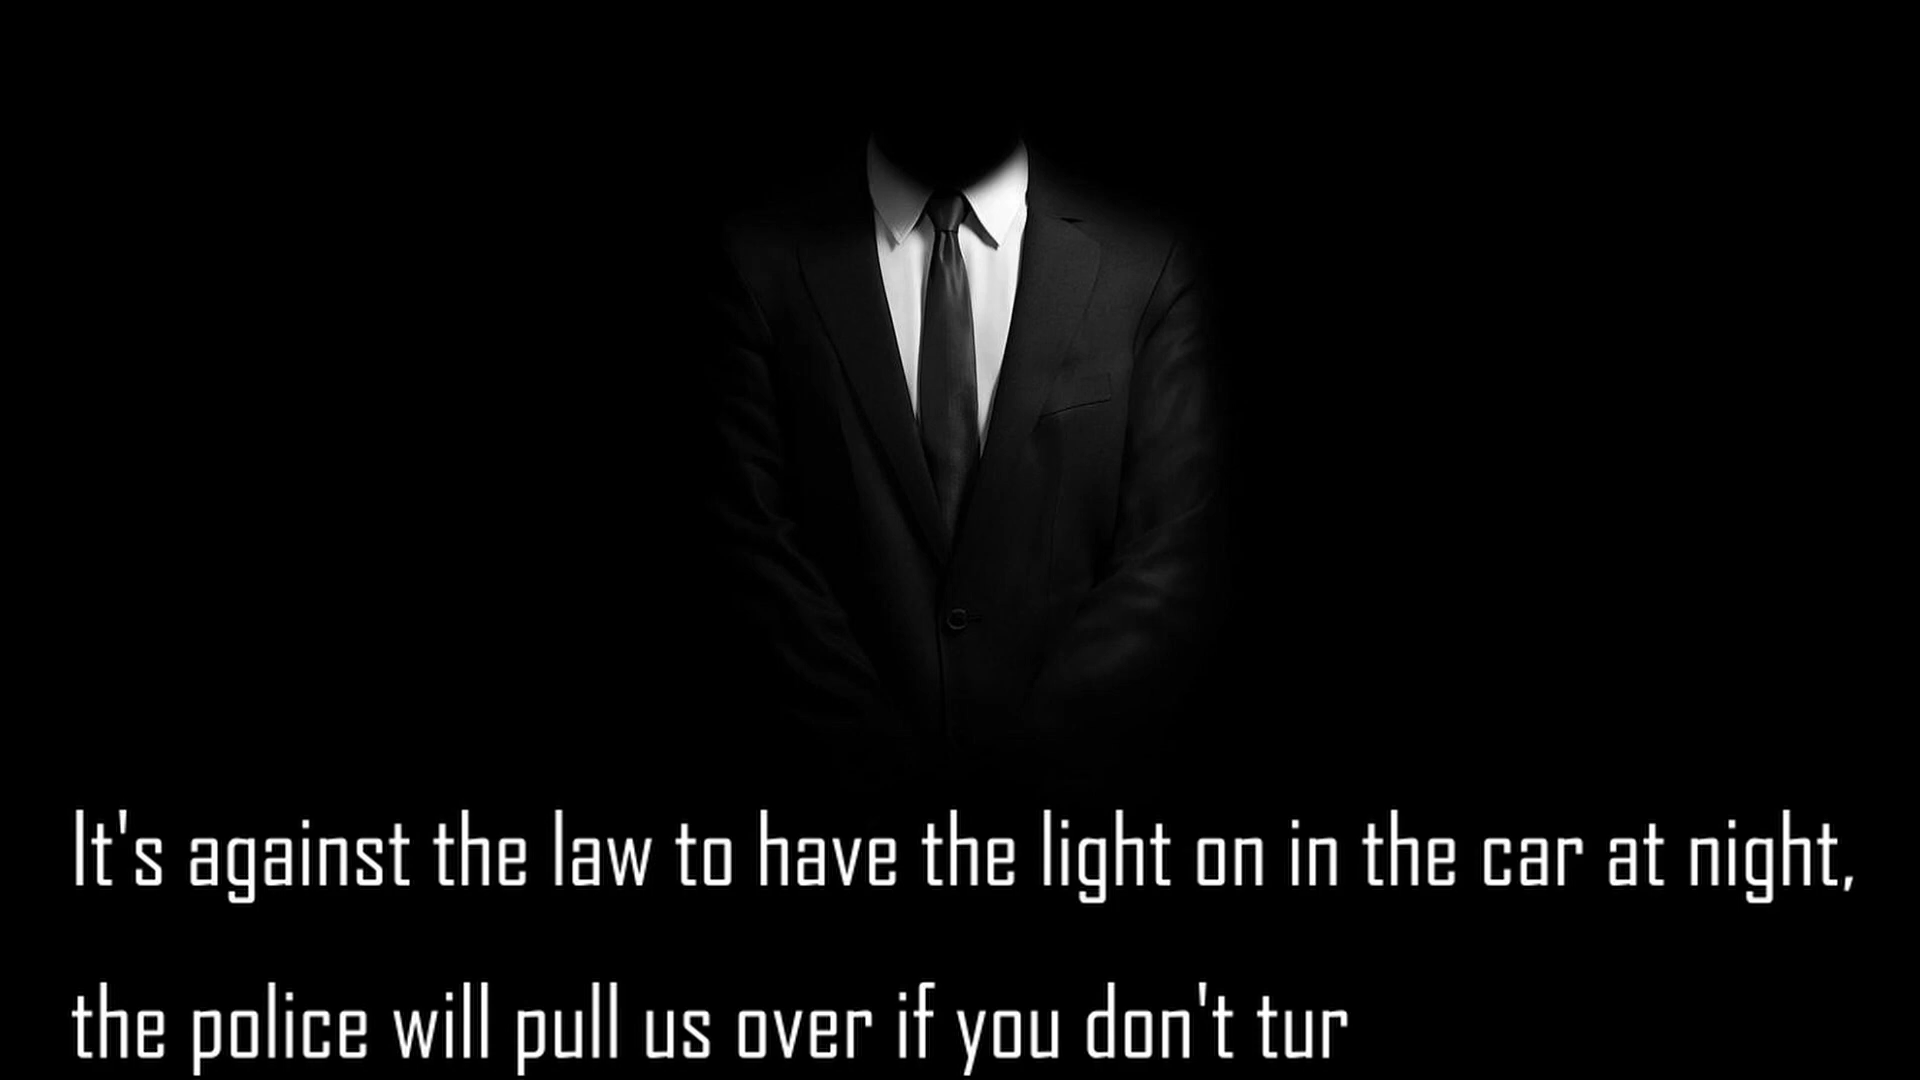 It's against the law to have the light on in the car at night,
the police will pull us over if you don't tur